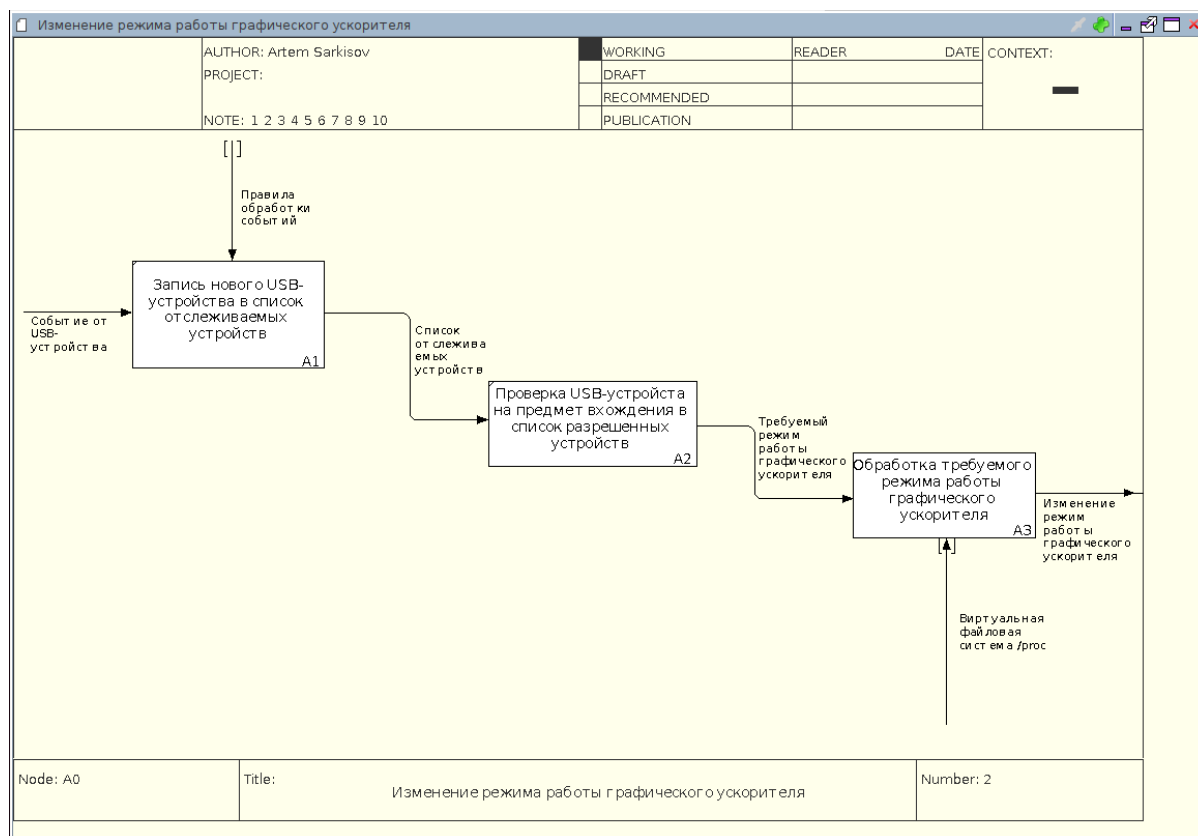 Изменение режима работы графического ускорителя
AUTHOR: Artem Sarkisov
PROJECT:
NOTE: 1 2 3 4 5 6 7 8 9 10
WORKING
DRAFT
RECOMMENDED
PUBLICATION
READER
DATE
CONTEXT:
[ ]
Правила
обработки
событий
Событие от
USB-
устройства
Запись нового USB-
устройства в список
отслеживаемых
устройств
A1
Список
отслежива
емых
устройств
Проверка USB-устройста
на предмет вхождения в
список разрешенных
устройств
A2
Требуемый
режим
работы
графического
ускорителя
Обработка требуемого
режима работы
графического
ускорителя
A3
[ ]
Изменение
режим
работы
графического
ускорителя
Виртуальная
файловая
система /proc
Node: A0
Title:
Изменение режима работы графического ускорителя
Number: 2